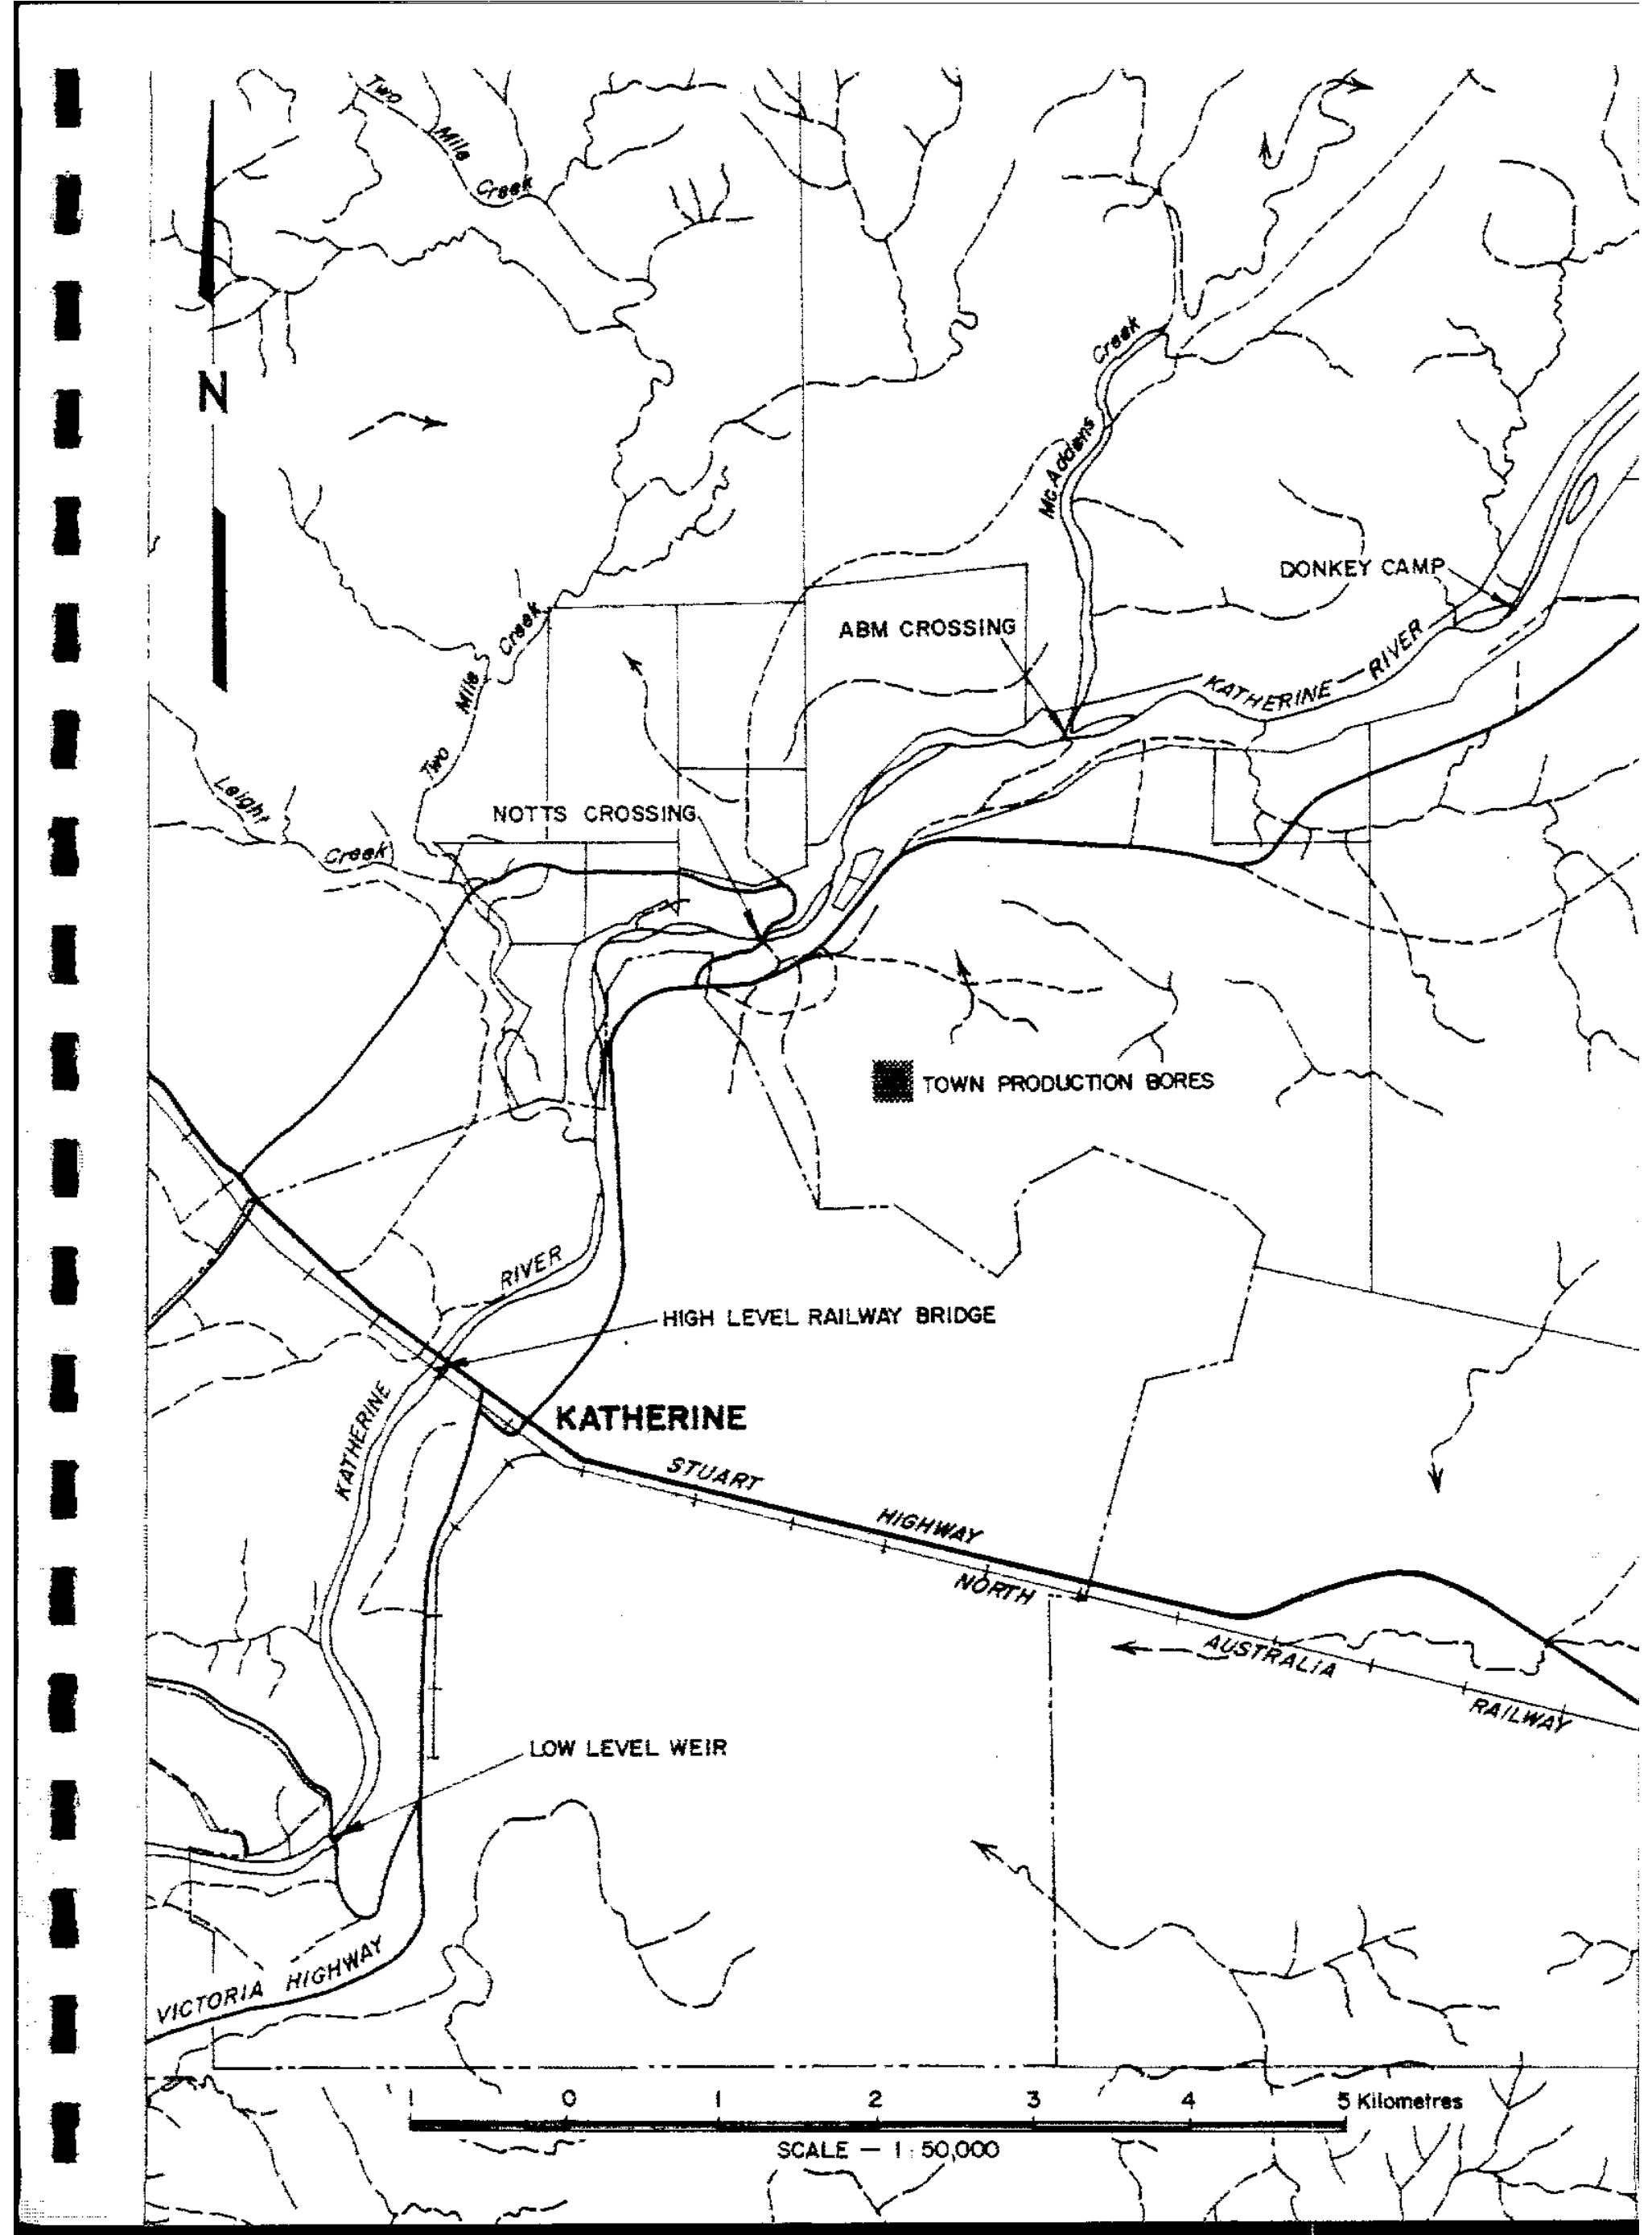 Two Mile Creek
N
Creek
Mc Addens
DONKEY CAMP
ABM CROSSING
Creek
KATHERINE RIVER
Mile
Two
Leight
NOTTS CROSSING
Creek
TOWN PRODUCTION BORES
RIVER
HIGH LEVEL RAILWAY BRIDGE
KATHERINE
KATHERINE
STUART HIGHWAY
NORTH AUSTRALIA RAILWAY
LOW LEVEL WEIR
VICTORIA HIGHWAY
1 0 1 2 3 4 5 Kilometres
SCALE — 1:50,000